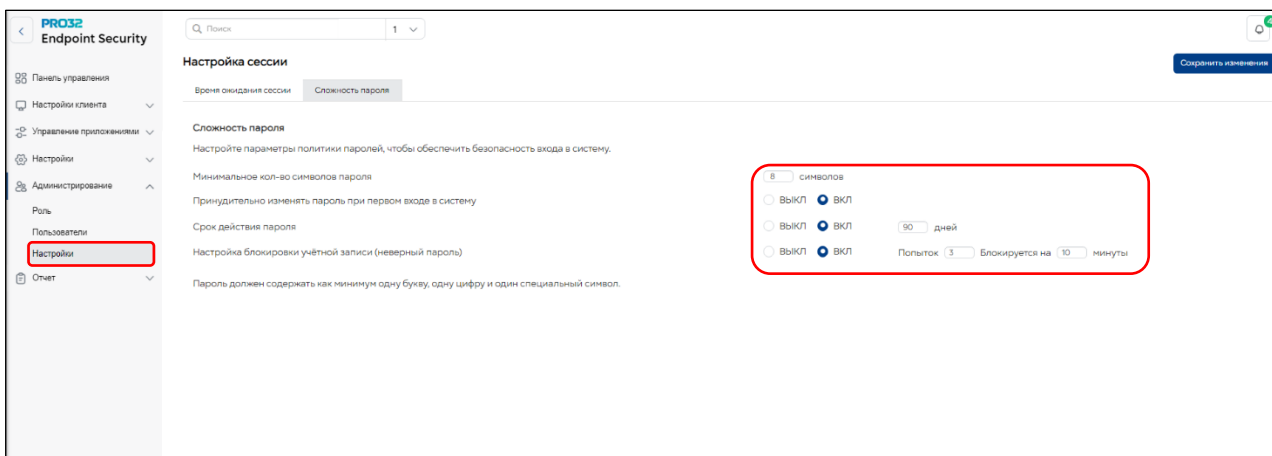 PRO32
Endpoint Security
Поиск
1
4
Настройка сессии
Сохранить изменения
Время ожидания сессии
Сложность пароля
Панель управления
Настройки клиента
Управление приложениями
Настройки
Администрирование
Роль
Пользователи
Настройки
Отчет
Сложность пароля
Настройте параметры политики паролей, чтобы обеспечить безопасность входа в систему.
Минимальное кол-во символов пароля 8 символов
Принудительно изменять пароль при первом входе в систему ВЫКЛ ВКЛ
Срок действия пароля ВЫКЛ ВКЛ 90 дней
Настройка блокировки учётной записи (неверный пароль) ВЫКЛ ВКЛ Попыток 3 Блокируется на 10 минуты
Пароль должен содержать как минимум одну букву, одну цифру и один специальный символ.